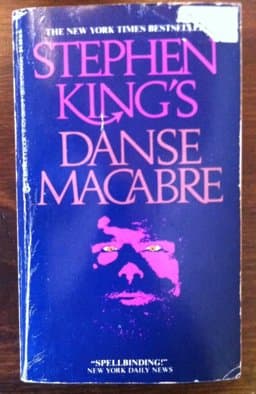 THE NEW YORK TIMES
STEPHEN
KING'S
DANSE
MACABRE
"SPELLBINDING!"
NEW YORK DAILY NEWS